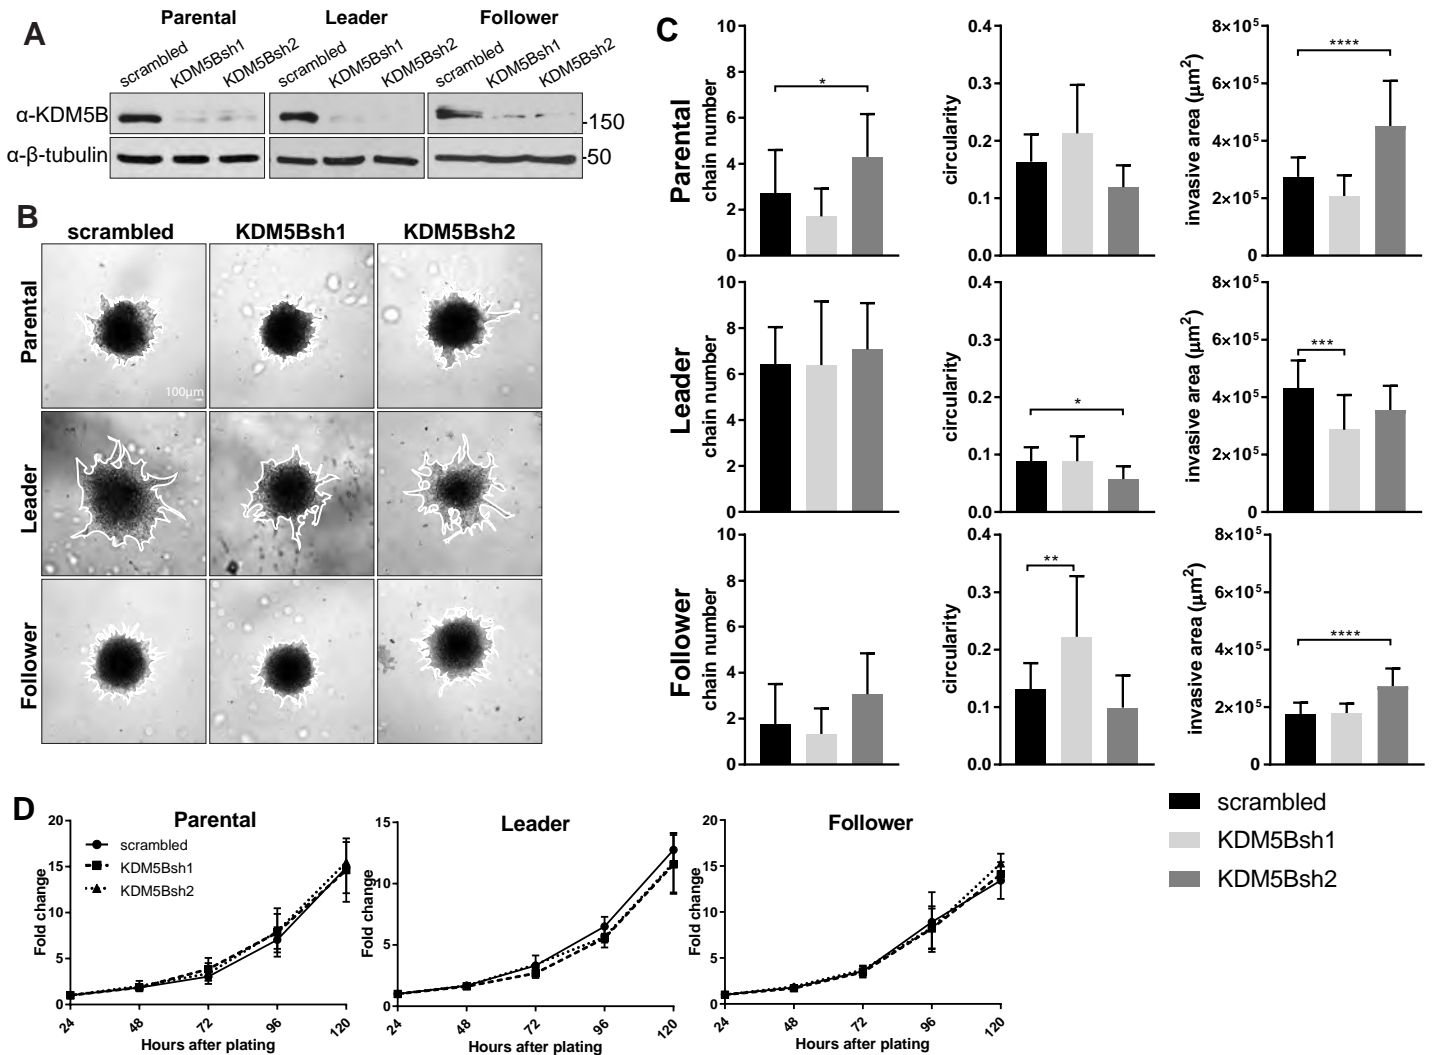 A
Parental Leader Follower
scrambled KDM5Bsh1 KDM5Bsh2 scrambled KDM5Bsh1 KDM5Bsh2 scrambled KDM5Bsh1 KDM5Bsh2
α-KDM5B -150
α-β-tubulin -50
B
scrambled KDM5Bsh1 KDM5Bsh2
Parental
100µm
Leader
Follower
C
Parental
chain number
10
8
6
4
2
0
*
circularity
0.4
0.3
0.2
0.1
0.0
invasive area (µm²)
8×10⁵
6×10⁵
4×10⁵
2×10⁵
0
****
Leader
chain number
10
8
6
4
2
0
circularity
0.4
0.3
0.2
0.1
0.0
*
invasive area (µm²)
8×10⁵
6×10⁵
4×10⁵
2×10⁵
0
***
Follower
chain number
10
8
6
4
2
0
circularity
0.4
0.3
0.2
0.1
0.0
**
invasive area (µm²)
8×10⁵
6×10⁵
4×10⁵
2×10⁵
0
****
scrambled
KDM5Bsh1
KDM5Bsh2
D
Parental
scrambled
KDM5Bsh1
KDM5Bsh2
Fold change
20
15
10
5
0
24 48 72 96 120
Hours after plating
Leader
Fold change
15
10
5
0
24 48 72 96 120
Hours after plating
Follower
Fold change
20
15
10
5
0
24 48 72 96 120
Hours after plating